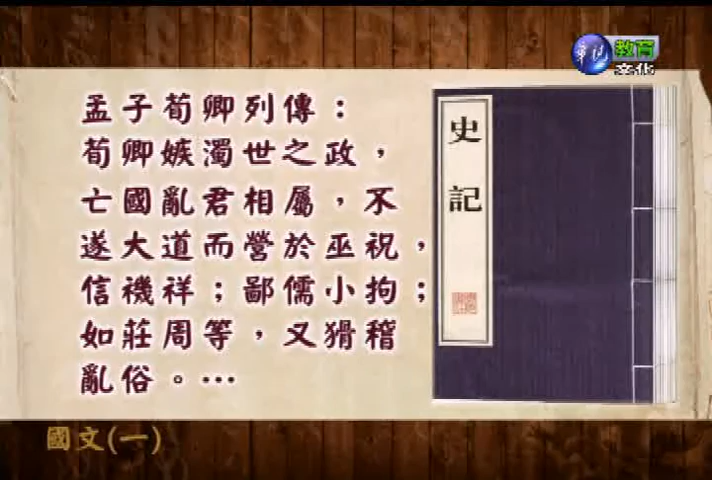 華視
教育
文化
孟子荀卿列傳：
荀卿嫉濁世之政，
亡國亂君相屬，不
遂大道而營於巫祝，
信禨祥；鄙儒小拘；
如莊周等，又猾稽
亂俗。…
史記
國文(一)